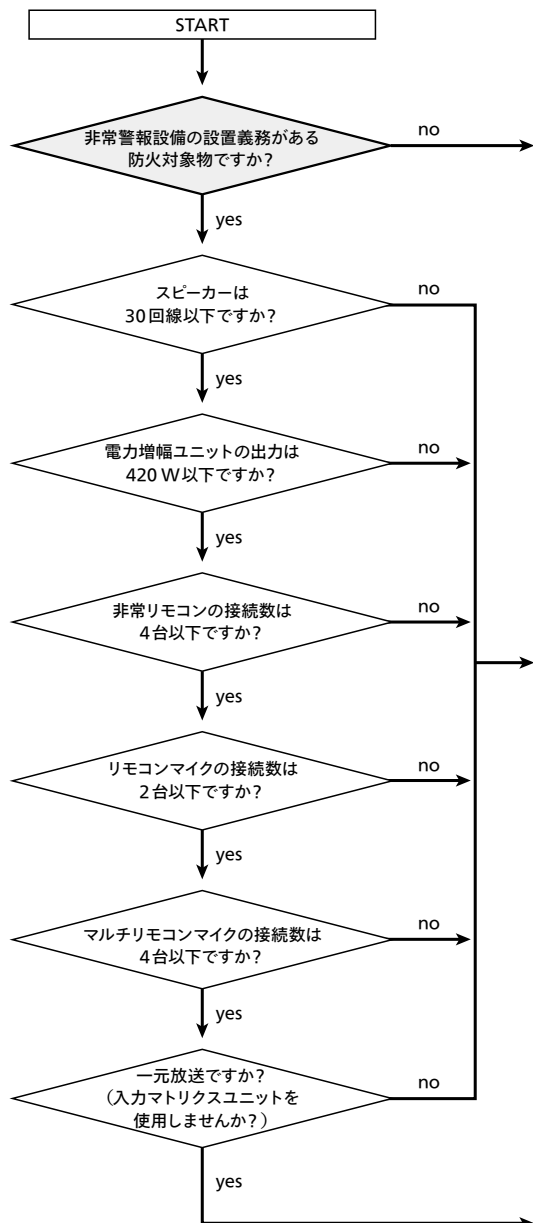 START
非常警報設備の設置義務がある
防火対象物ですか?
no
yes
スピーカーは
30回線以下ですか?
no
yes
電力増幅ユニットの出力は
420 W以下ですか?
no
yes
非常リモコンの接続数は
4台以下ですか?
no
yes
リモコンマイクの接続数は
2台以下ですか?
no
yes
マルチリモコンマイクの接続数は
4台以下ですか?
no
yes
一元放送ですか?
(入力マトリクスユニットを
使用しませんか?)
no
yes